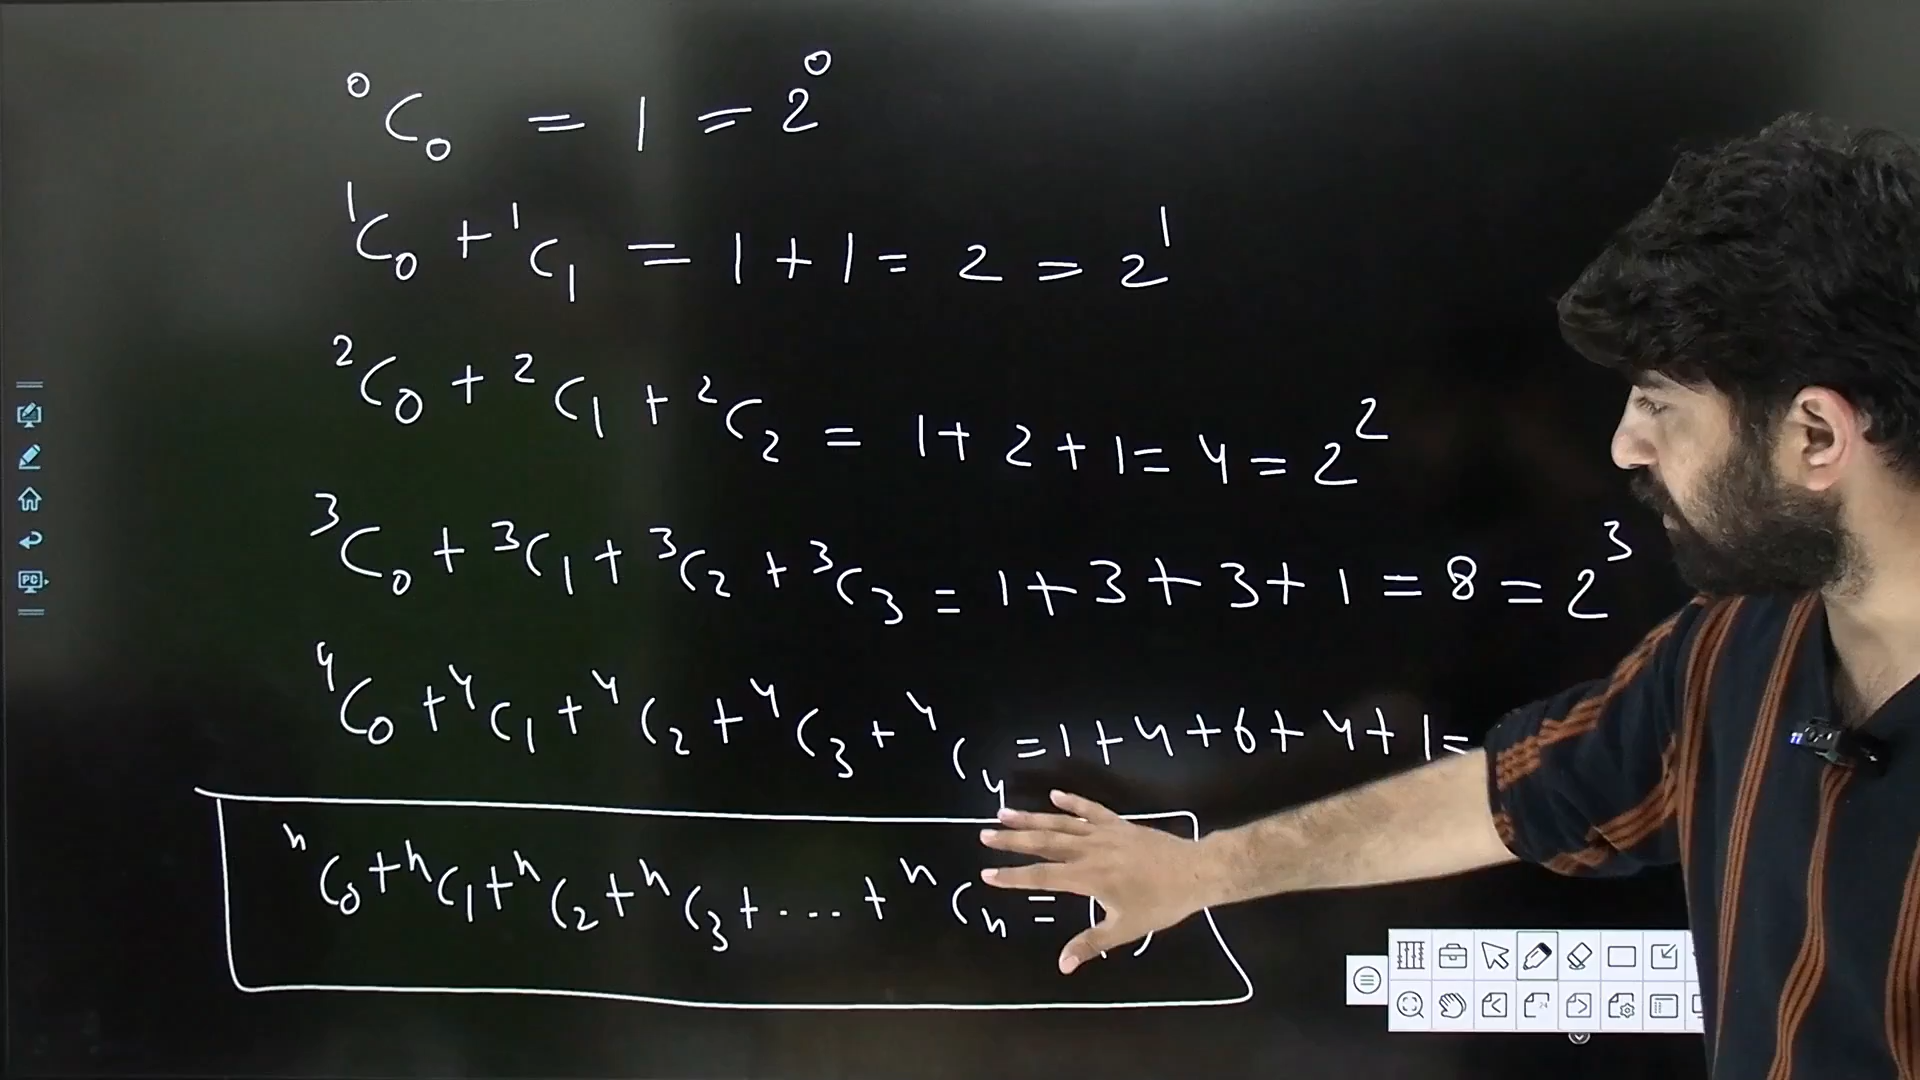 ⁰C₀ = 1 = 2⁰
¹C₀ + ¹C₁ = 1 + 1 = 2 = 2¹
²C₀ + ²C₁ + ²C₂ = 1 + 2 + 1 = 4 = 2²
³C₀ + ³C₁ + ³C₂ + ³C₃ = 1 + 3 + 3 + 1 = 8 = 2³
⁴C₀ + ⁴C₁ + ⁴C₂ + ⁴C₃ + ⁴C₄ = 1 + 4 + 6 + 4 + 1 =
ⁿC₀ + ⁿC₁ + ⁿC₂ + ⁿC₃ + ... + ⁿCₙ =
PC